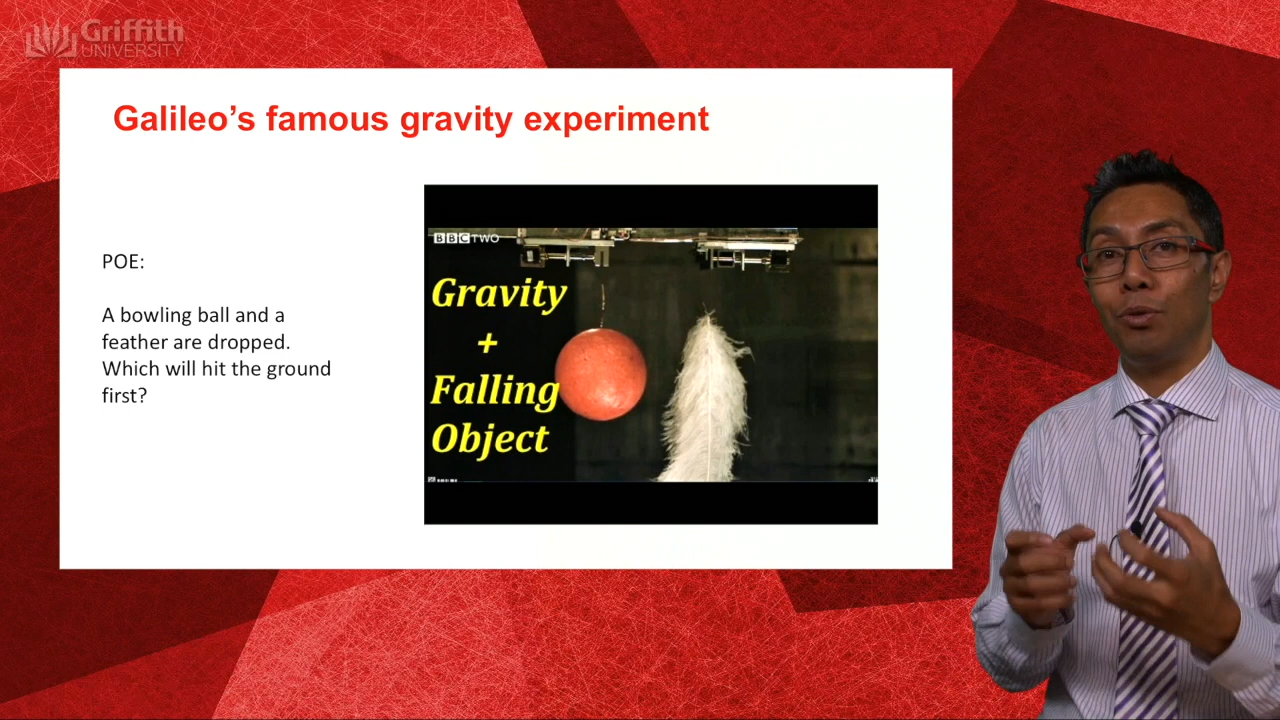 Griffith
UNIVERSITY
Galileo’s famous gravity experiment
POE:
A bowling ball and a
feather are dropped.
Which will hit the ground
first?
BBC TWO
Gravity
+
Falling
Object